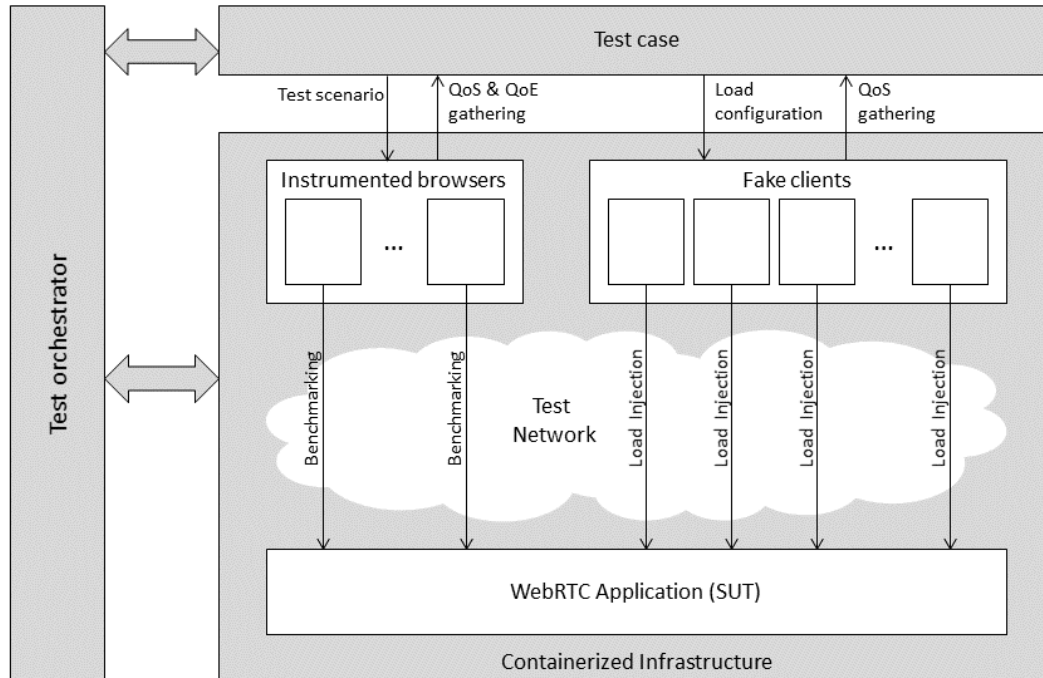 Test orchestrator
Test case
Test scenario
QoS & QoE
gathering
Load
configuration
QoS
gathering
Instrumented browsers
...
Fake clients
...
Benchmarking
Benchmarking
Test
Network
Load Injection
Load Injection
Load Injection
Load Injection
WebRTC Application (SUT)
Containerized Infrastructure